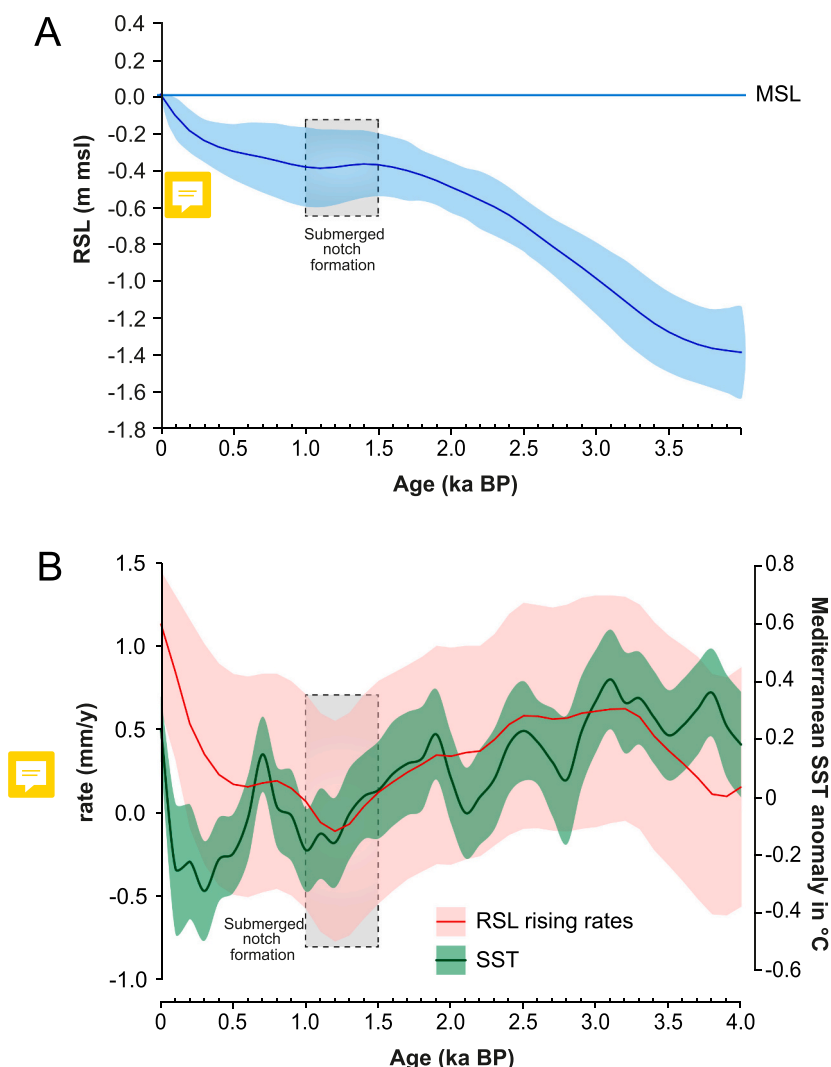 A
0.4
0.2
0.0
-0.2
-0.4
-0.6
-0.8
-1.0
-1.2
-1.4
-1.6
-1.8
RSL (m msl)
MSL
Submerged
notch
formation
0 0.5 1.0 1.5 2.0 2.5 3.0 3.5
Age (ka BP)
B
1.5
1.0
0.5
0.0
-0.5
-1.0
rate (mm/y)
0.8
0.6
0.4
0.2
0
-0.2
-0.4
-0.6
Mediterranean SST anomaly in °C
Submerged
notch
formation
RSL rising rates
SST
0 0.5 1.0 1.5 2.0 2.5 3.0 3.5 4.0
Age (ka BP)